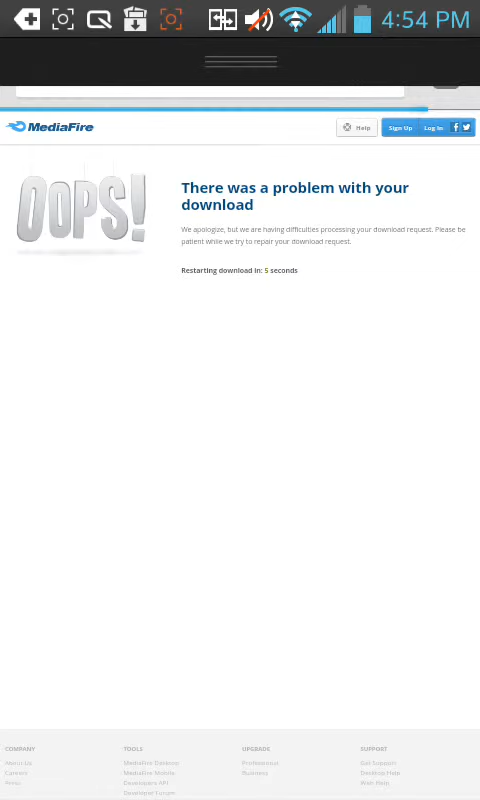 4:54 PM
MediaFire
Help
Sign Up
Log In
OOPS!
There was a problem with your
download
We apologize, but we are having difficulties processing your download request. Please be
patient while we try to repair your download request.
Restarting download in: 5 seconds
COMPANY
TOOLS
UPGRADE
SUPPORT
About Us
MediaFire Desktop
Professional
Get Support
Careers
MediaFire Mobile
Business
Desktop Help
Press
Developers API
Web Help
Developer Forum